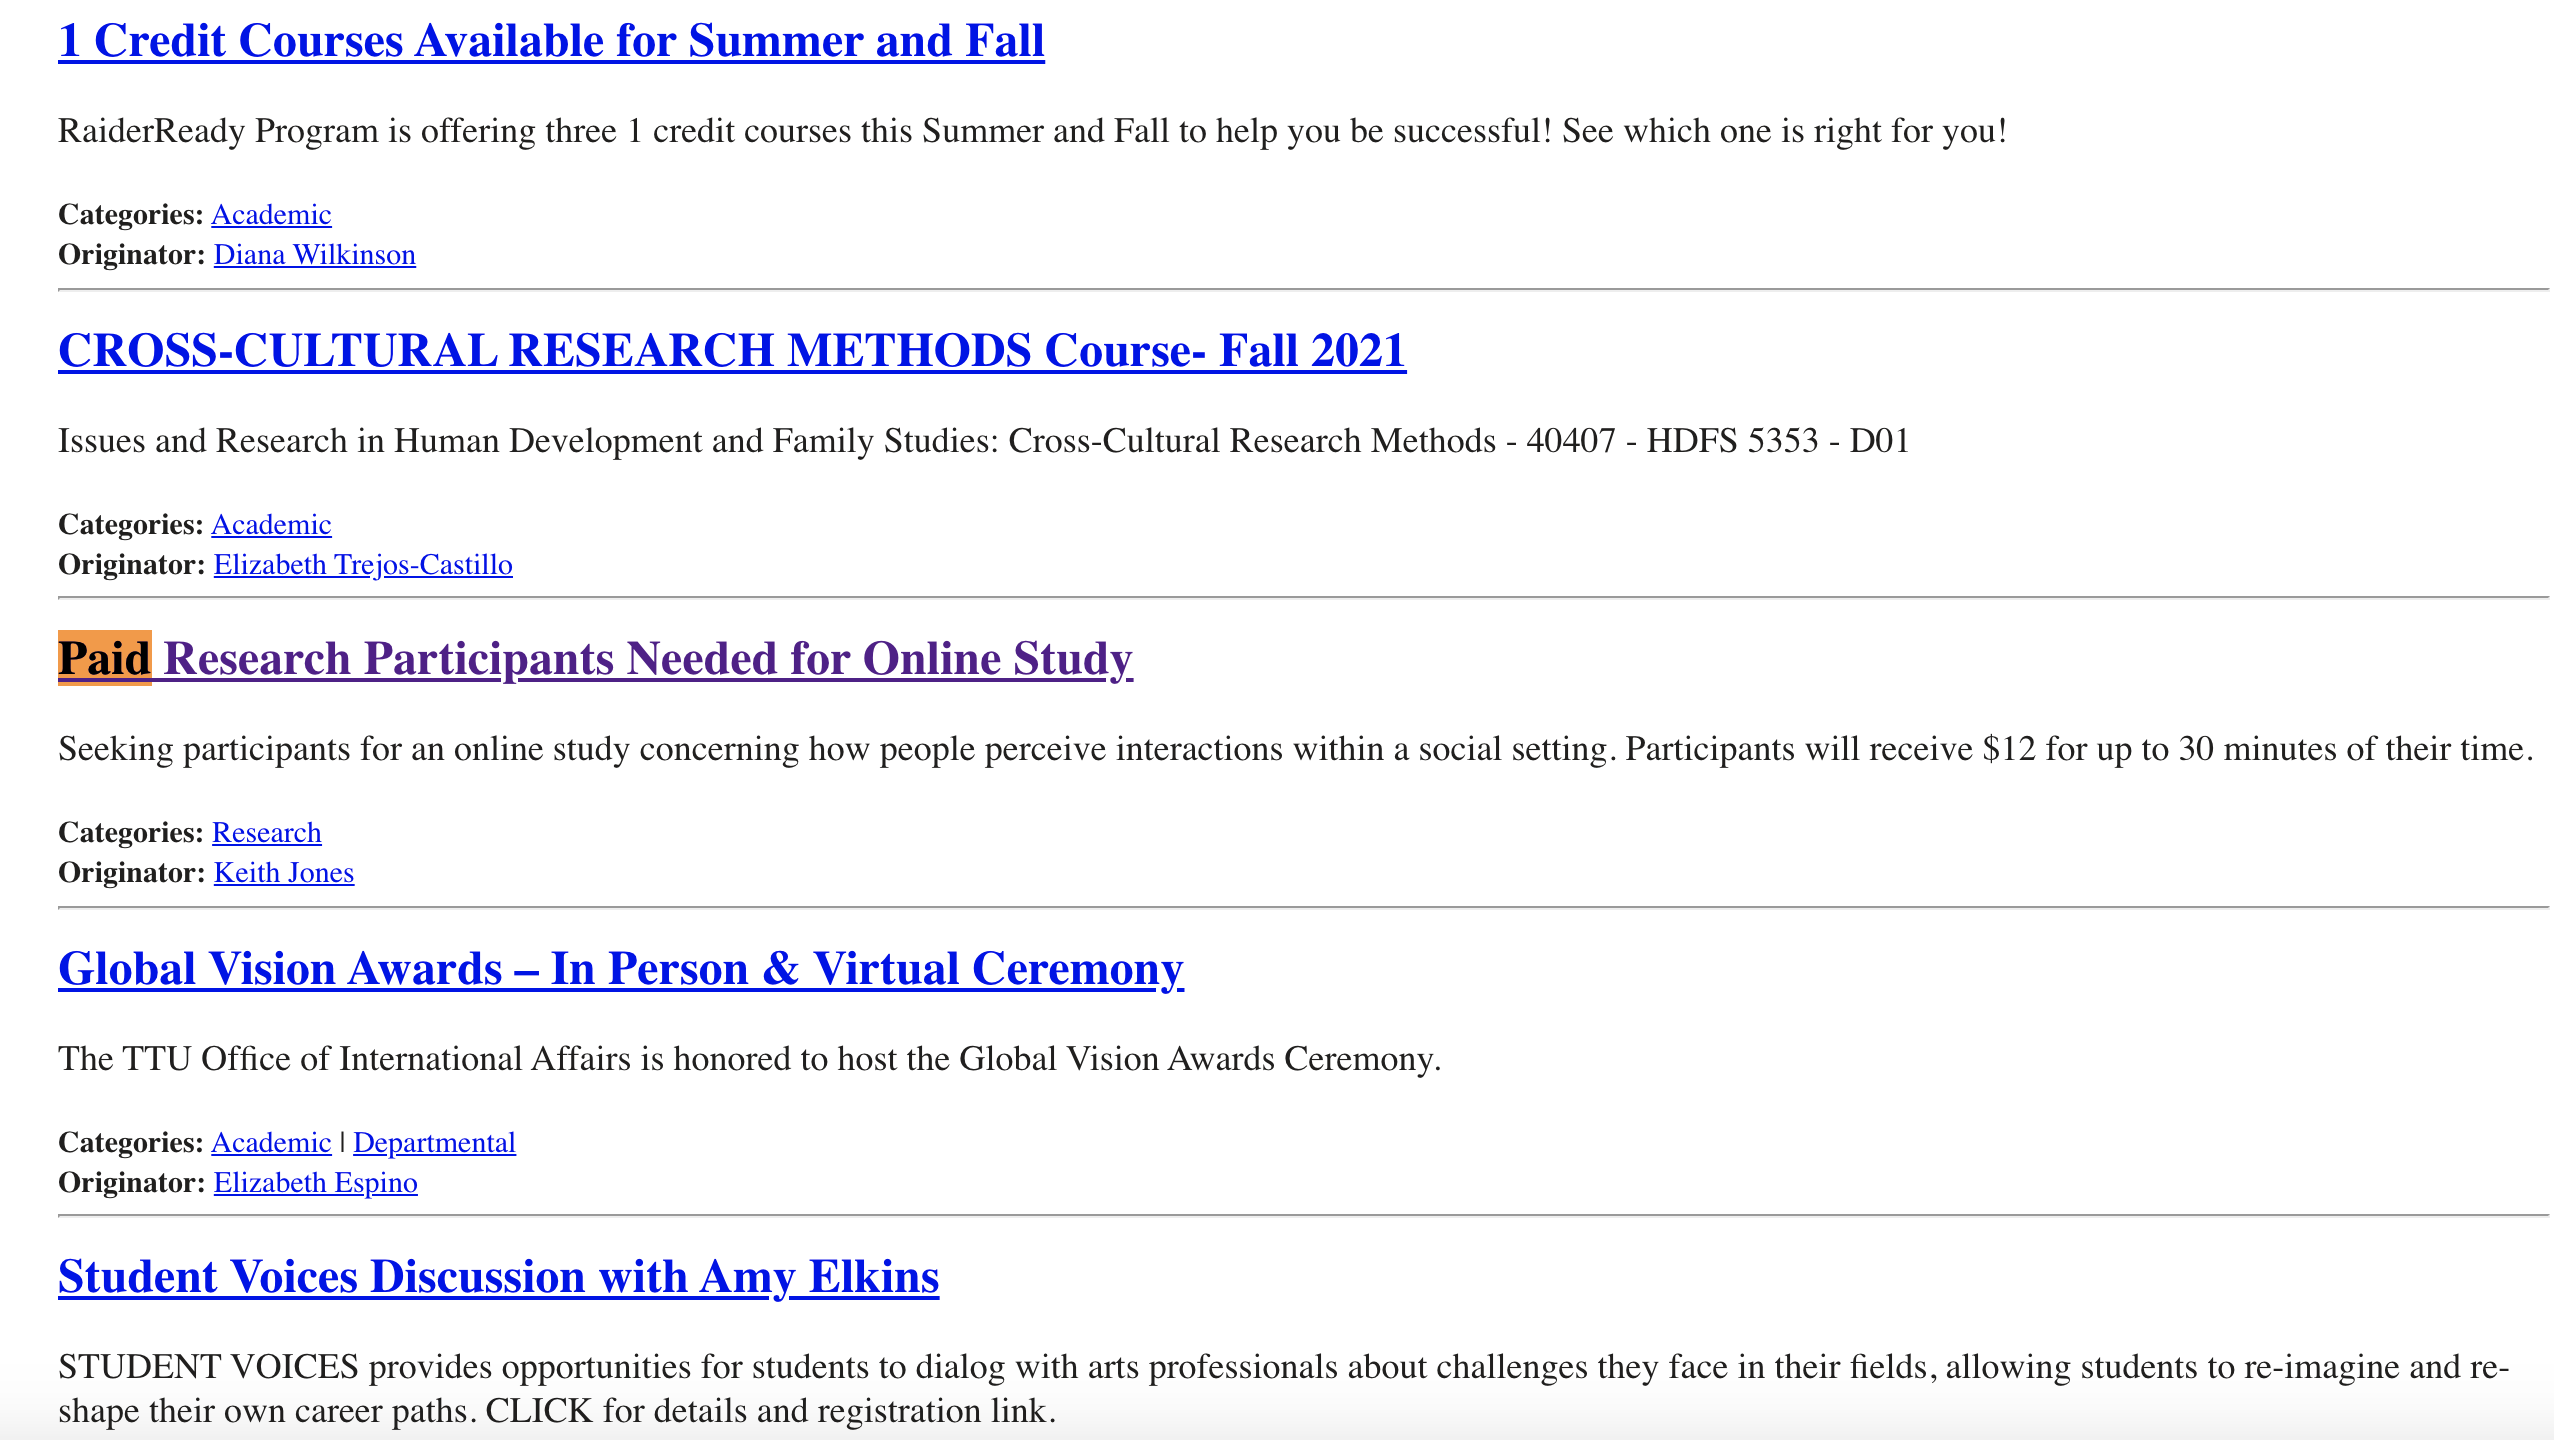 1 Credit Courses Available for Summer and Fall
RaiderReady Program is offering three 1 credit courses this Summer and Fall to help you be successful! See which one is right for you!
Categories: Academic
Originator: Diana Wilkinson
CROSS-CULTURAL RESEARCH METHODS Course- Fall 2021
Issues and Research in Human Development and Family Studies: Cross-Cultural Research Methods - 40407 - HDFS 5353 - D01
Categories: Academic
Originator: Elizabeth Trejos-Castillo
Paid Research Participants Needed for Online Study
Seeking participants for an online study concerning how people perceive interactions within a social setting. Participants will receive $12 for up to 30 minutes of their time.
Categories: Research
Originator: Keith Jones
Global Vision Awards – In Person & Virtual Ceremony
The TTU Office of International Affairs is honored to host the Global Vision Awards Ceremony.
Categories: Academic | Departmental
Originator: Elizabeth Espino
Student Voices Discussion with Amy Elkins
STUDENT VOICES provides opportunities for students to dialog with arts professionals about challenges they face in their fields, allowing students to re-imagine and re-
shape their own career paths. CLICK for details and registration link.